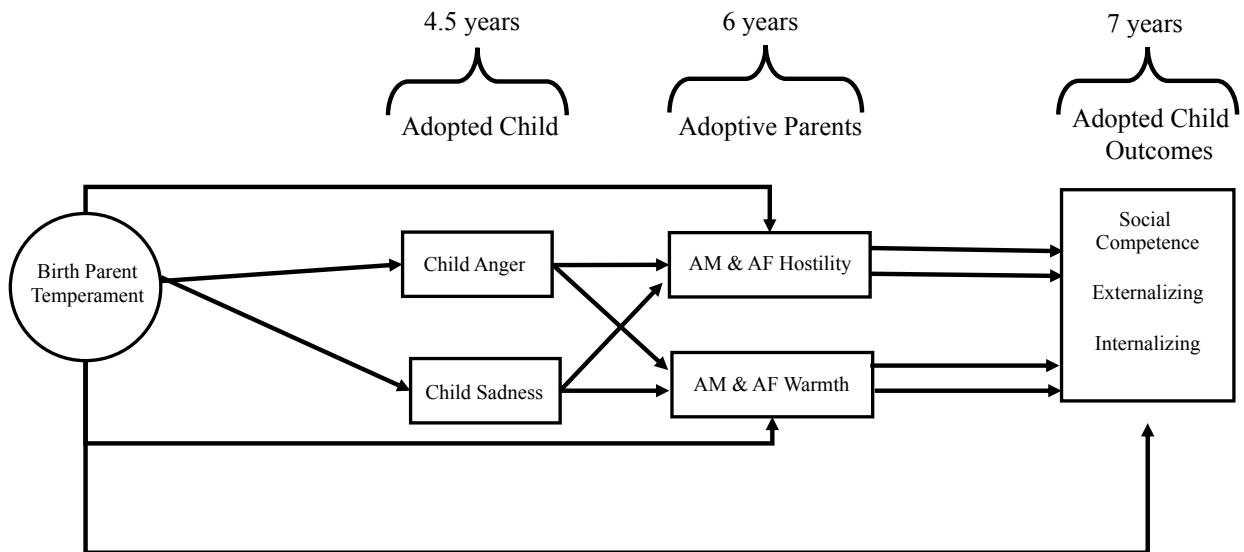 4.5 years
6 years
7 years
Adopted Child
Adoptive Parents
Adopted Child
Outcomes
Birth Parent
Temperament
Child Anger
Child Sadness
AM & AF Hostility
AM & AF Warmth
Social
Competence
Externalizing
Internalizing